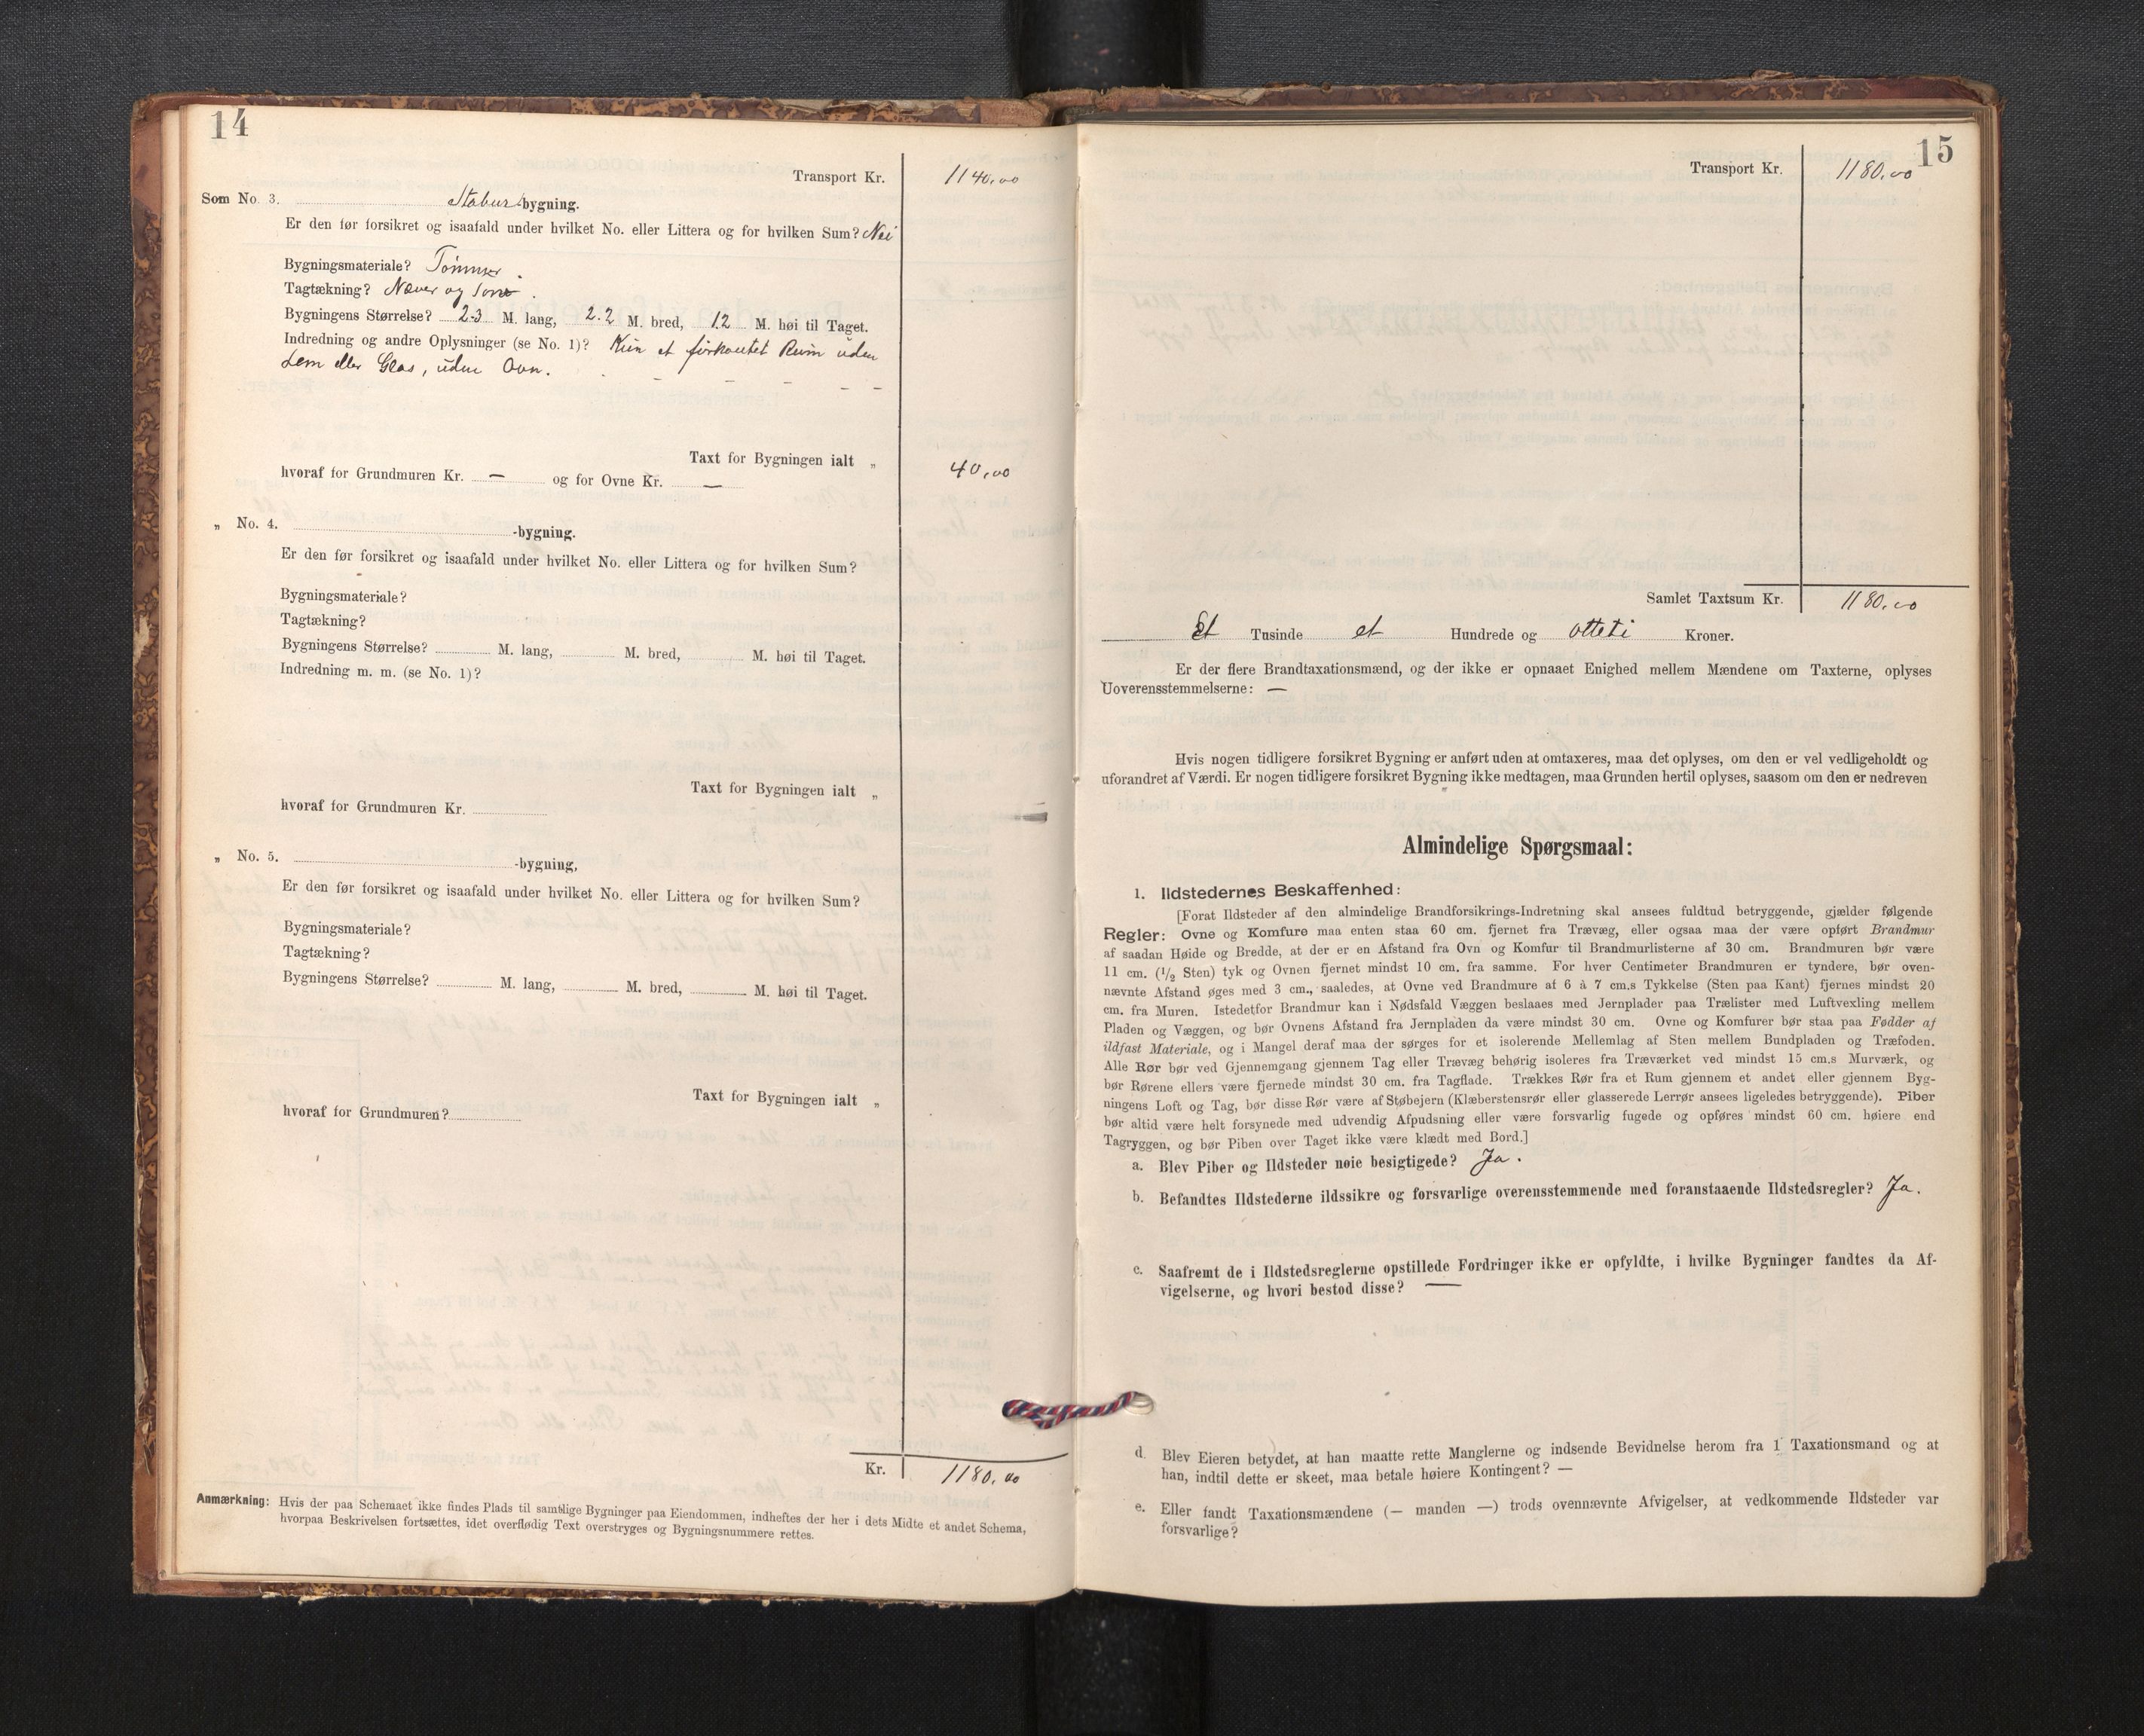 14
Transport Kr. 1140,00
Som No. 3. Staburs bygning.
Er den før forsikret og isaafald under hvilket No. eller Littera og for hvilken Sum? Nei
Bygningsmateriale? Tømmer.
Tagtækning? Næver og
Bygningens Størrelse? 2.3 M. lang, 2.2 M. bred, 1.2 M. høi til Taget.
Indredning og andre Oplysninger (se No. 1)? Kun et firkantet Rum uden
Lem eller Glas, uden Ovn.
Taxt for Bygningen ialt „ 40,00
hvoraf for Grundmuren Kr. — og for Ovne Kr. —
„ No. 4. -bygning.
Er den før forsikret og isaafald under hvilket No. eller Littera og for hvilken Sum?
Bygningsmateriale?
Tagtækning?
Bygningens Størrelse? M. lang, M. bred, M. høi til Taget.
Indredning m. m. (se No. 1)?
Taxt for Bygningen ialt „
hvoraf for Grundmuren Kr.
„ No. 5. -bygning,
Er den før forsikret og isaafald under hvilket No. eller Littera og for hvilken Sum?
Bygningsmateriale?
Tagtækning?
Bygningens Størrelse? M. lang, M. bred, M. høi til Taget.
Taxt for Bygningen ialt „
hvoraf for Grundmuren?
Kr. 1180,00
Anmærkning: Hvis der paa Schemaet ikke findes Plads til samtlige Bygninger paa Eiendommen, indheftes der her i dets Midte et andet Schema,
hvorpaa Beskrivelsen fortsættes, idet overflødig Text overstryges og Bygningsnummere rettes.
15
Transport Kr. 1180,00
Samlet Taxtsum Kr. 1180,00
Et Tusinde et Hundrede og otteti Kroner.
Er der flere Brandtaxationsmænd, og der ikke er opnaaet Enighed mellem Mændene om Taxterne, oplyses
Uoverensstemmelserne: —
Hvis nogen tidligere forsikret Bygning er anført uden at omtaxeres, maa det oplyses, om den er vel vedligeholdt og
uforandret af Værdi. Er nogen tidligere forsikret Bygning ikke medtagen, maa Grunden hertil oplyses, saasom om den er nedreven
Almindelige Spørgsmaal:
1. Ildstedernes Beskaffenhed:
[Forat Ildsteder af den almindelige Brandforsikrings-Indretning skal ansees fuldtud betryggende, gjælder følgende
Regler: Ovne og Komfure maa enten staa 60 cm. fjernet fra Trævæg, eller ogsaa maa der være opført Brandmur
af saadan Høide og Bredde, at der er en Afstand fra Ovn og Komfur til Brandmurlisterne af 30 cm. Brandmuren bør være
11 cm. (1/2 Sten) tyk og Ovnen fjernet mindst 10 cm. fra samme. For hver Centimeter Brandmuren er tyndere, bør oven-
nævnte Afstand øges med 3 cm., saaledes, at Ovne ved Brandmure af 6 à 7 cm.s Tykkelse (Sten paa Kant) fjernes mindst 20
cm. fra Muren. Istedetfor Brandmur kan i Nødsfald Væggen beslaaes med Jernplader paa Trælister med Luftvexling mellem
Pladen og Væggen, og bør Ovnens Afstand fra Jernpladen da være mindst 30 cm. Ovne og Komfurer bør staa paa Fødder af
ildfast Materiale, og i Mangel deraf maa der sørges for et isolerende Mellemlag af Sten mellem Bundpladen og Træfoden.
Alle Rør bør ved Gjennemgang gjennem Tag eller Trævæg behørig isoleres fra Træværket ved mindst 15 cm.s Murværk, og
bør Rørene ellers være fjernede mindst 30 cm. fra Tagflade. Trækkes Rør fra et Rum gjennem et andet eller gjennem Byg-
ningens Loft og Tag, bør disse Rør være af Støbejern (Klæberstensrør eller glasserede Lerrør ansees ligeledes betryggende). Piber
bør altid være helt forsynede med udvendig Afpudsning eller være forsvarlig fugede og opføres mindst 60 cm. høiere end
Tagryggen, og bør Piben over Taget ikke være klædt med Bord.]
a. Blev Piber og Ildsteder nøie besigtigede? Ja.
b. Befandtes Ildstederne ildssikre og forsvarlige overensstemmende med foranstaaende Ildstedsregler? Ja.
c. Saafremt de i Ildstedsreglerne opstillede Fordringer ikke er opfyldte, i hvilke Bygninger fandtes da Af-
vigelserne, og hvori bestod disse? —
d. Blev Eieren betydet, at han maatte rette Manglerne og indsende Bevidnelse herom fra 1 Taxationsmand og at
han, indtil dette er skeet, maa betale høiere Kontingent? —
e. Eller fandt Taxationsmændene (— manden —) trods ovennævnte Afvigelser, at vedkommende Ildsteder var
forsvarlige?